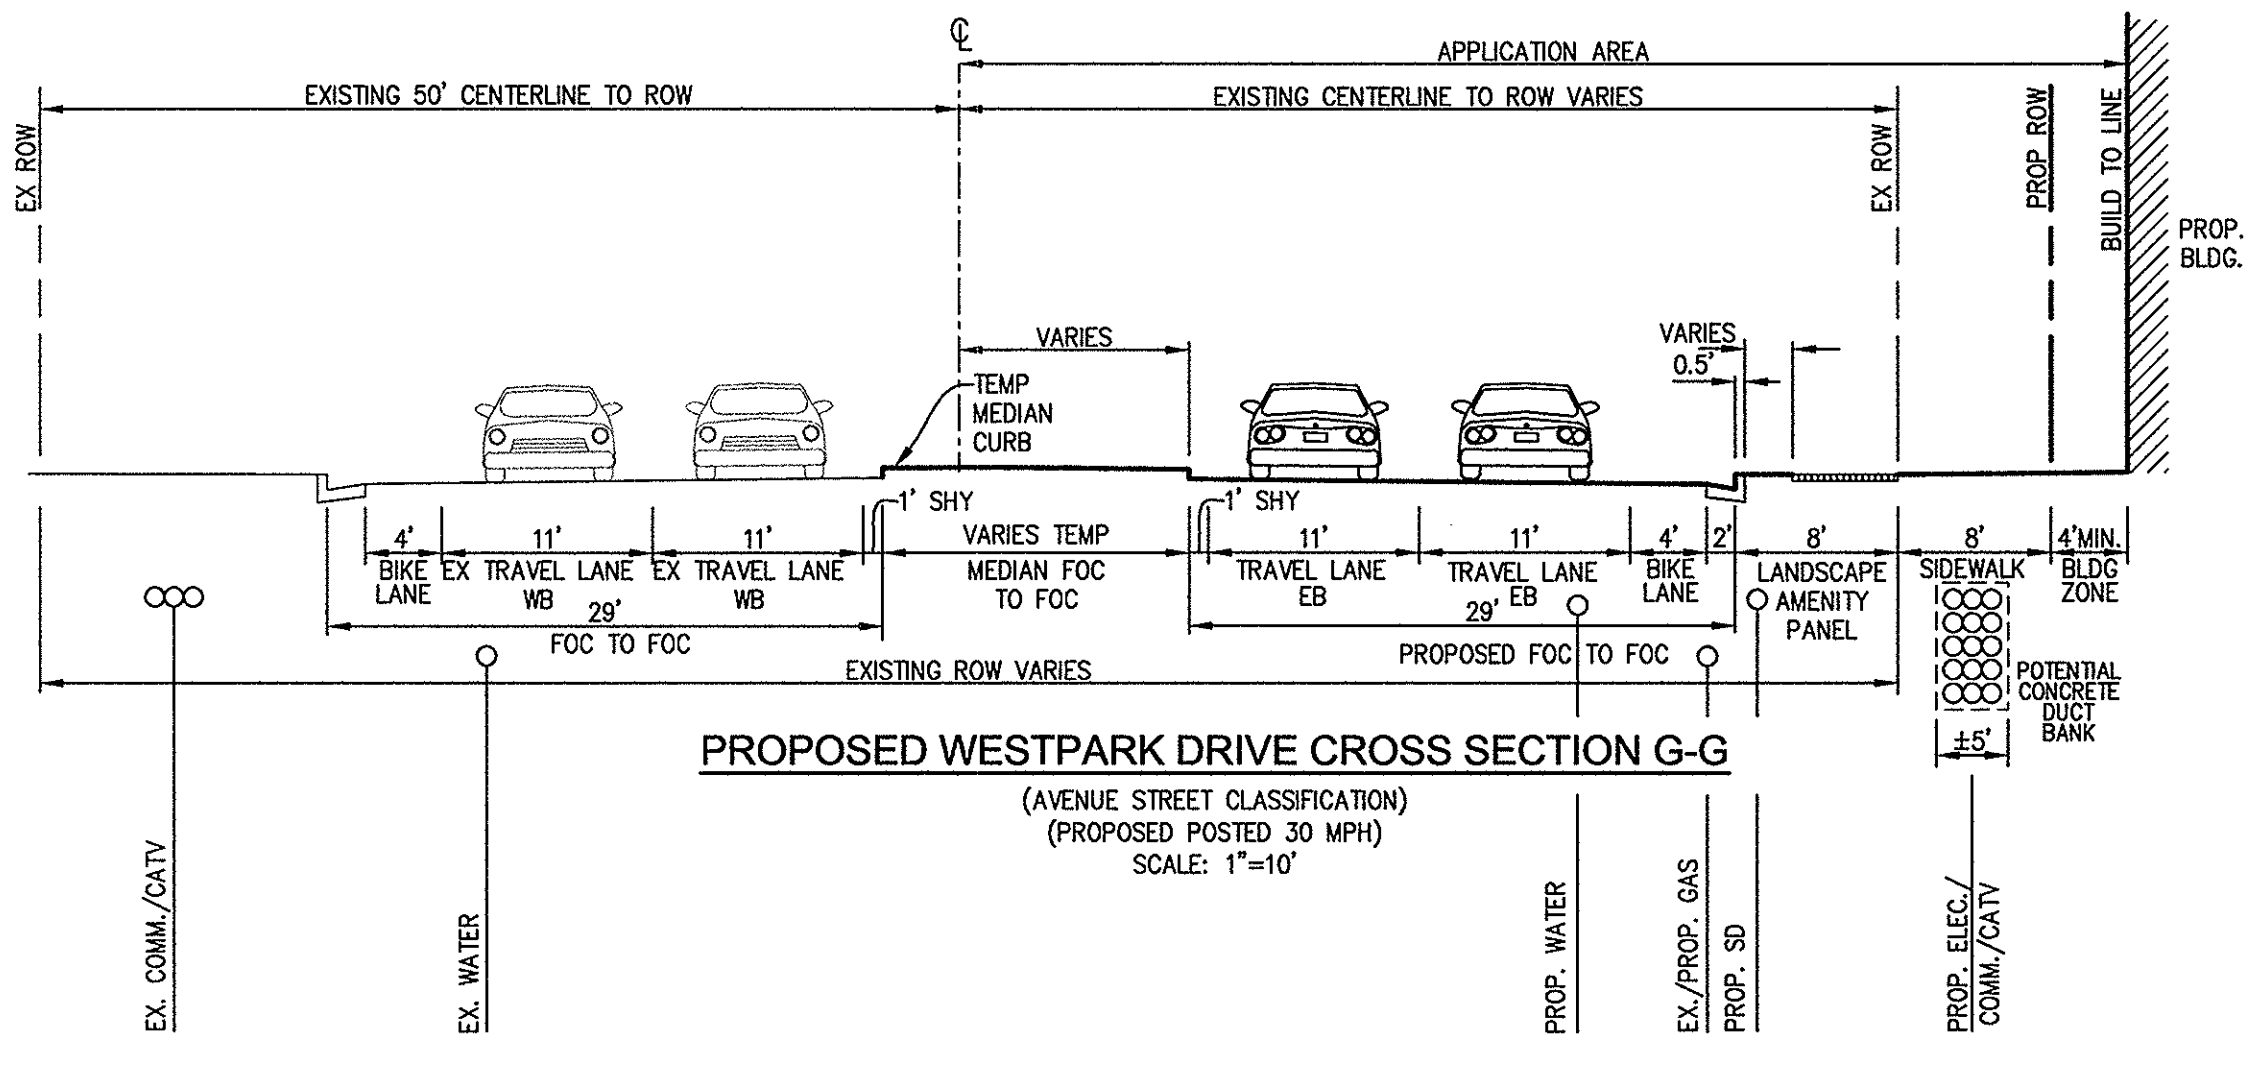 ℄
APPLICATION AREA
EXISTING 50' CENTERLINE TO ROW
EXISTING CENTERLINE TO ROW VARIES
EX ROW
EX ROW
PROP ROW
BUILD TO LINE
PROP.
BLDG.
VARIES
VARIES
0.5'
TEMP
MEDIAN
CURB
1' SHY
1' SHY
4'
BIKE
LANE
11'
EX TRAVEL LANE
WB
11'
EX TRAVEL LANE
WB
VARIES TEMP
MEDIAN FOC
TO FOC
11'
TRAVEL LANE
EB
11'
TRAVEL LANE
EB
4'
BIKE
LANE
2'
8'
LANDSCAPE
AMENITY
PANEL
8'
SIDEWALK
4'MIN.
BLDG
ZONE
29'
FOC TO FOC
29'
PROPOSED FOC TO FOC
EXISTING ROW VARIES
POTENTIAL
CONCRETE
DUCT
BANK
±5'
PROPOSED WESTPARK DRIVE CROSS SECTION G-G
(AVENUE STREET CLASSIFICATION)
(PROPOSED POSTED 30 MPH)
SCALE: 1"=10'
EX. COMM./CATV
EX. WATER
PROP. WATER
EX./PROP. GAS
PROP. SD
PROP. ELEC./
COMM./CATV